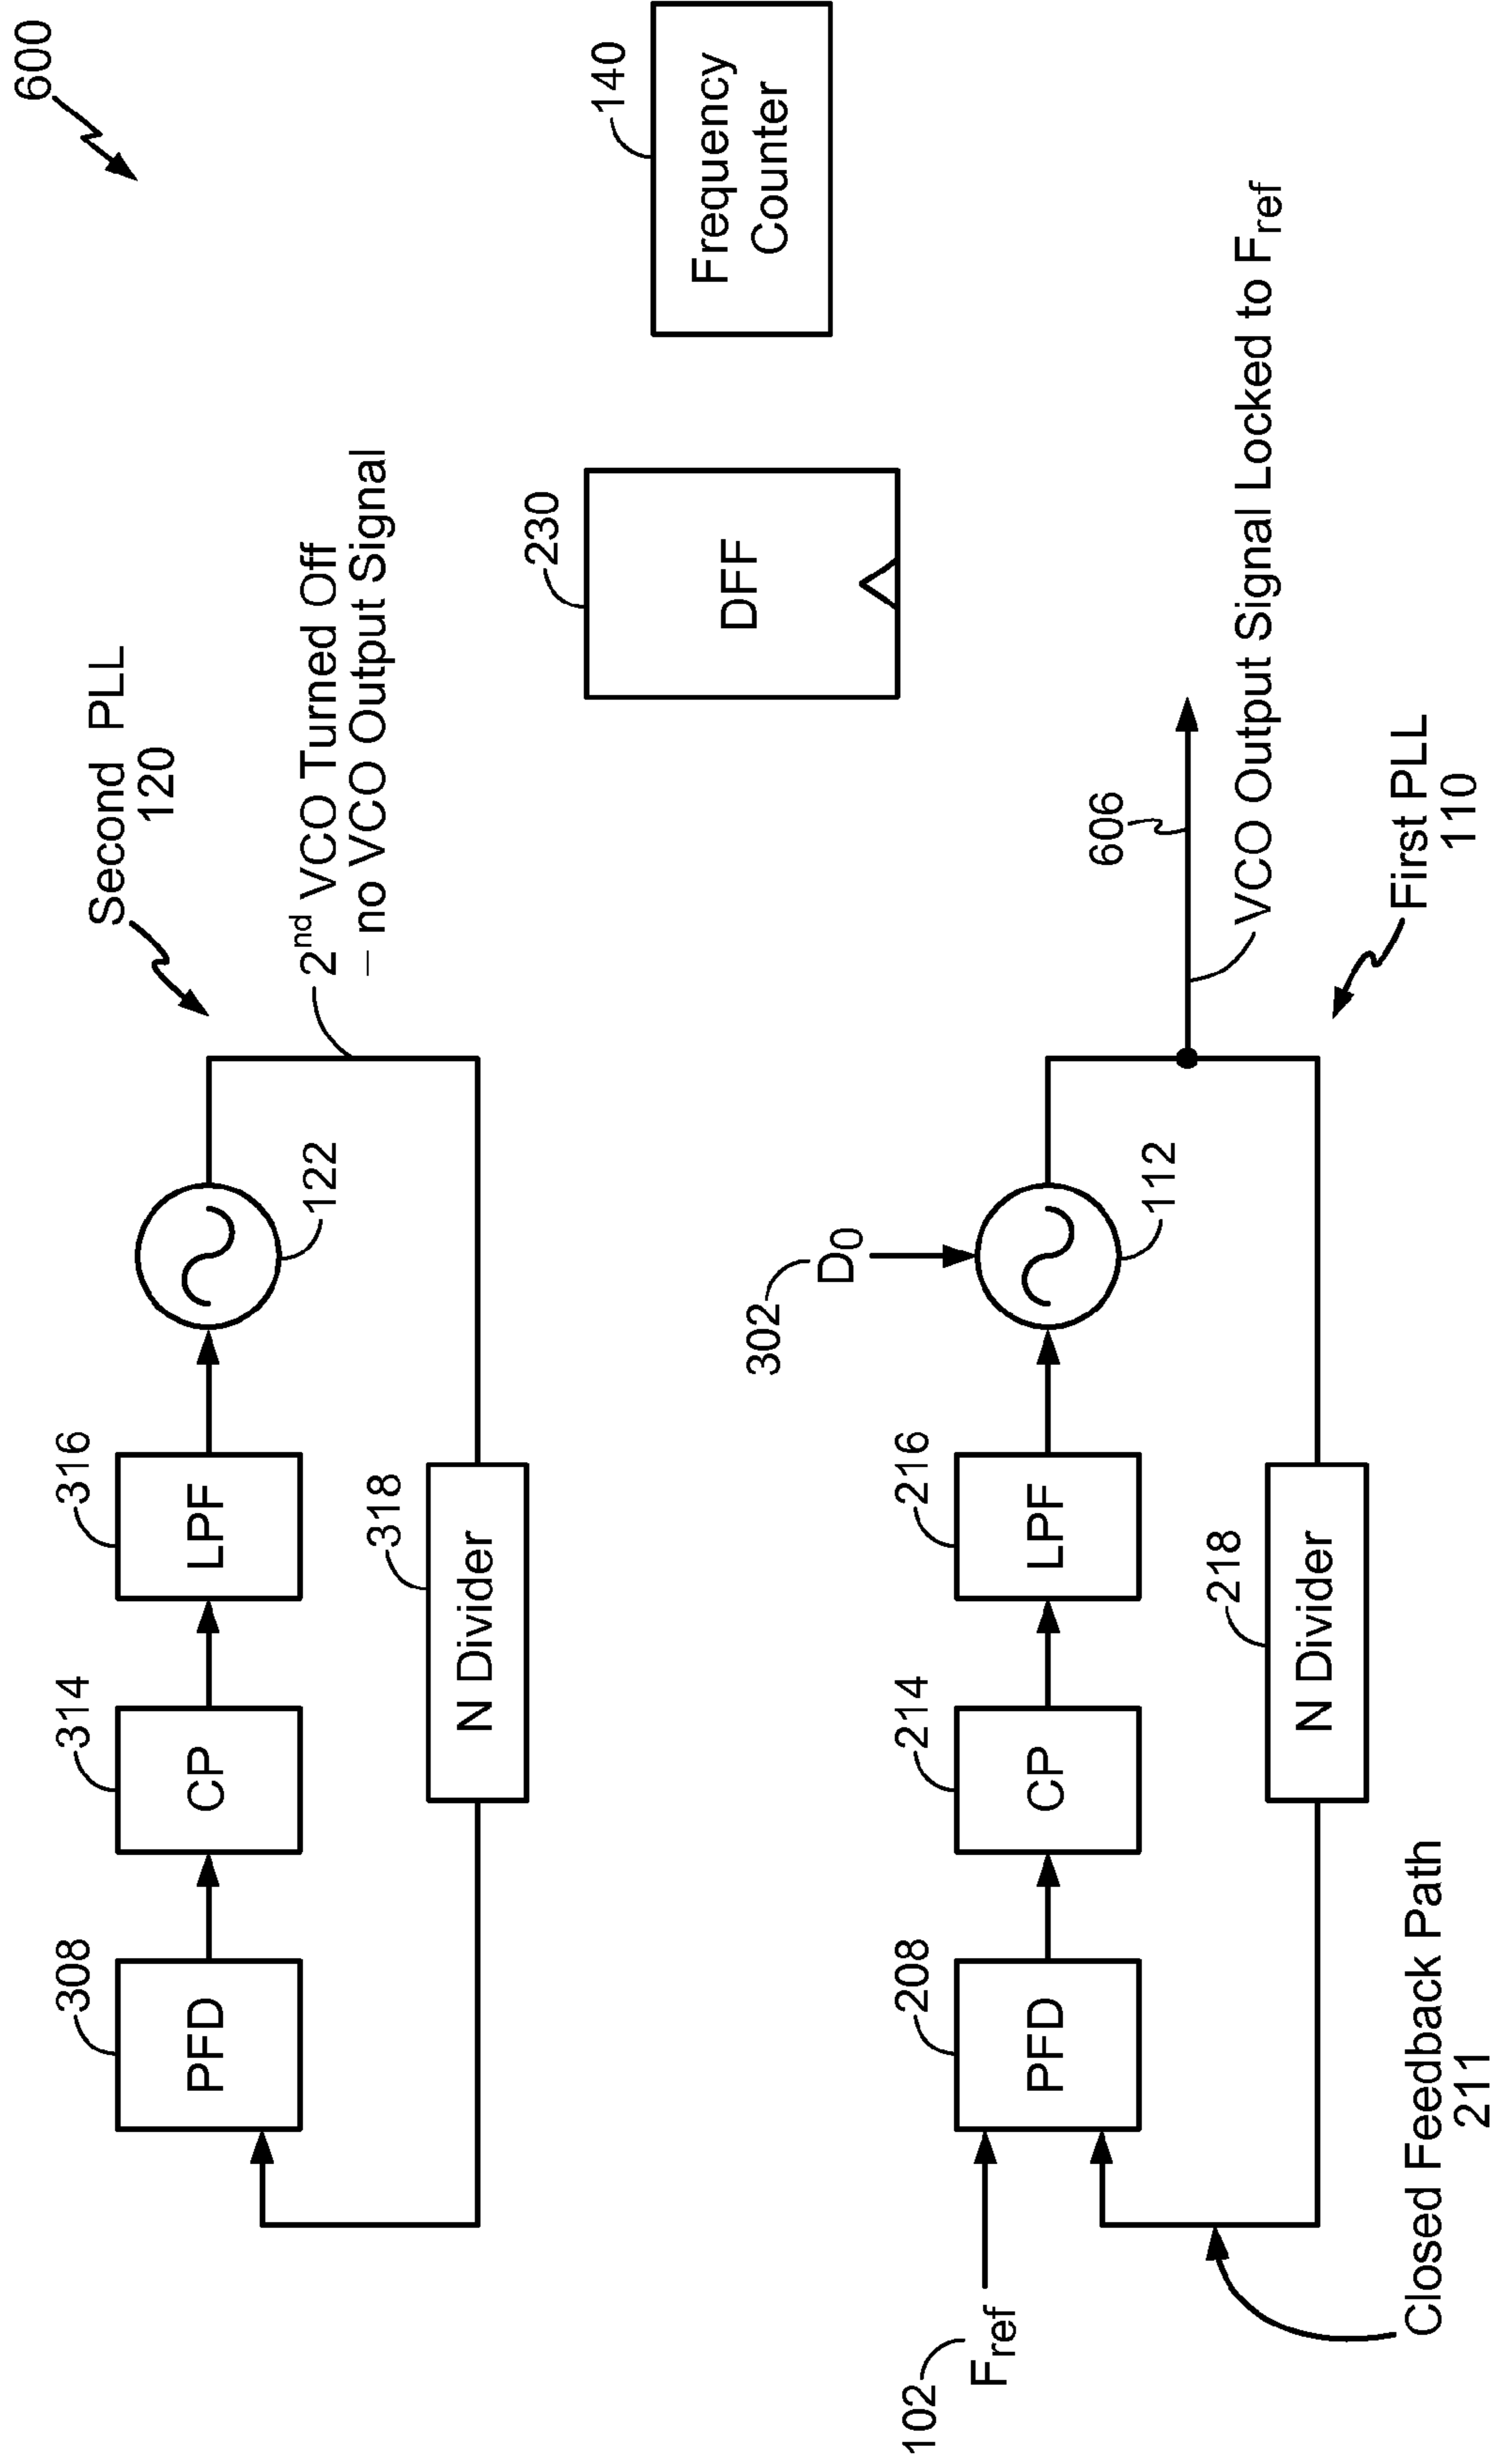 600
Second PLL
120
308
PFD
314
CP
316
LPF
122
2nd VCO Turned Off
– no VCO Output Signal
318
N Divider
230
DFF
140
Frequency
Counter
302
D0
102
Fref
208
PFD
214
CP
216
LPF
112
606
VCO Output Signal Locked to Fref
218
N Divider
First PLL
110
Closed Feedback Path
211